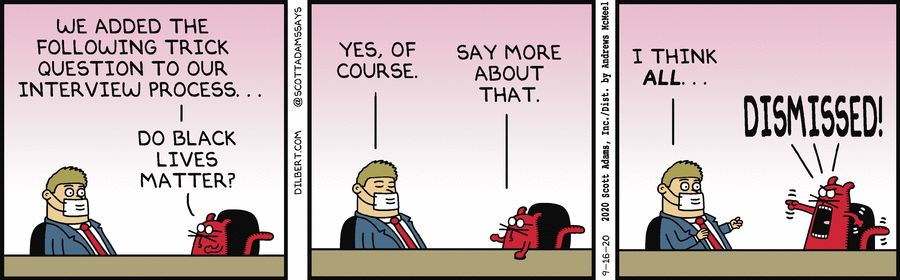 WE ADDED THE
FOLLOWING TRICK
QUESTION TO OUR
INTERVIEW PROCESS...
DO BLACK
LIVES
MATTER?
DILBERT.COM @SCOTTADAMSSAYS
YES, OF
COURSE.
SAY MORE
ABOUT
THAT.
9-16-20 2020 Scott Adams, Inc./Dist. by Andrews McMeel
I THINK
ALL...
DISMISSED!